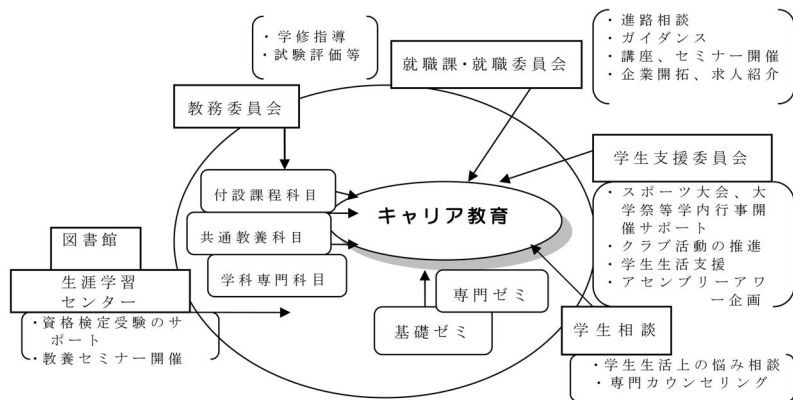 ・学修指導
・試験評価等
就職課・就職委員会
・進路相談
・ガイダンス
・講座、セミナー開催
・企業開拓、求人紹介
教務委員会
学生支援委員会
・スポーツ大会、大
学祭等学内行事開
催サポート
・クラブ活動の推進
・学生生活支援
・アセンブリーアワ
ー企画
付設課程科目
共通教養科目
学科専門科目
キャリア教育
図書館
生涯学習
センター
・資格検定受験のサ
ポート
・教養セミナー開催
専門ゼミ
基礎ゼミ
学生相談
・学生生活上の悩み相談
・専門カウンセリング